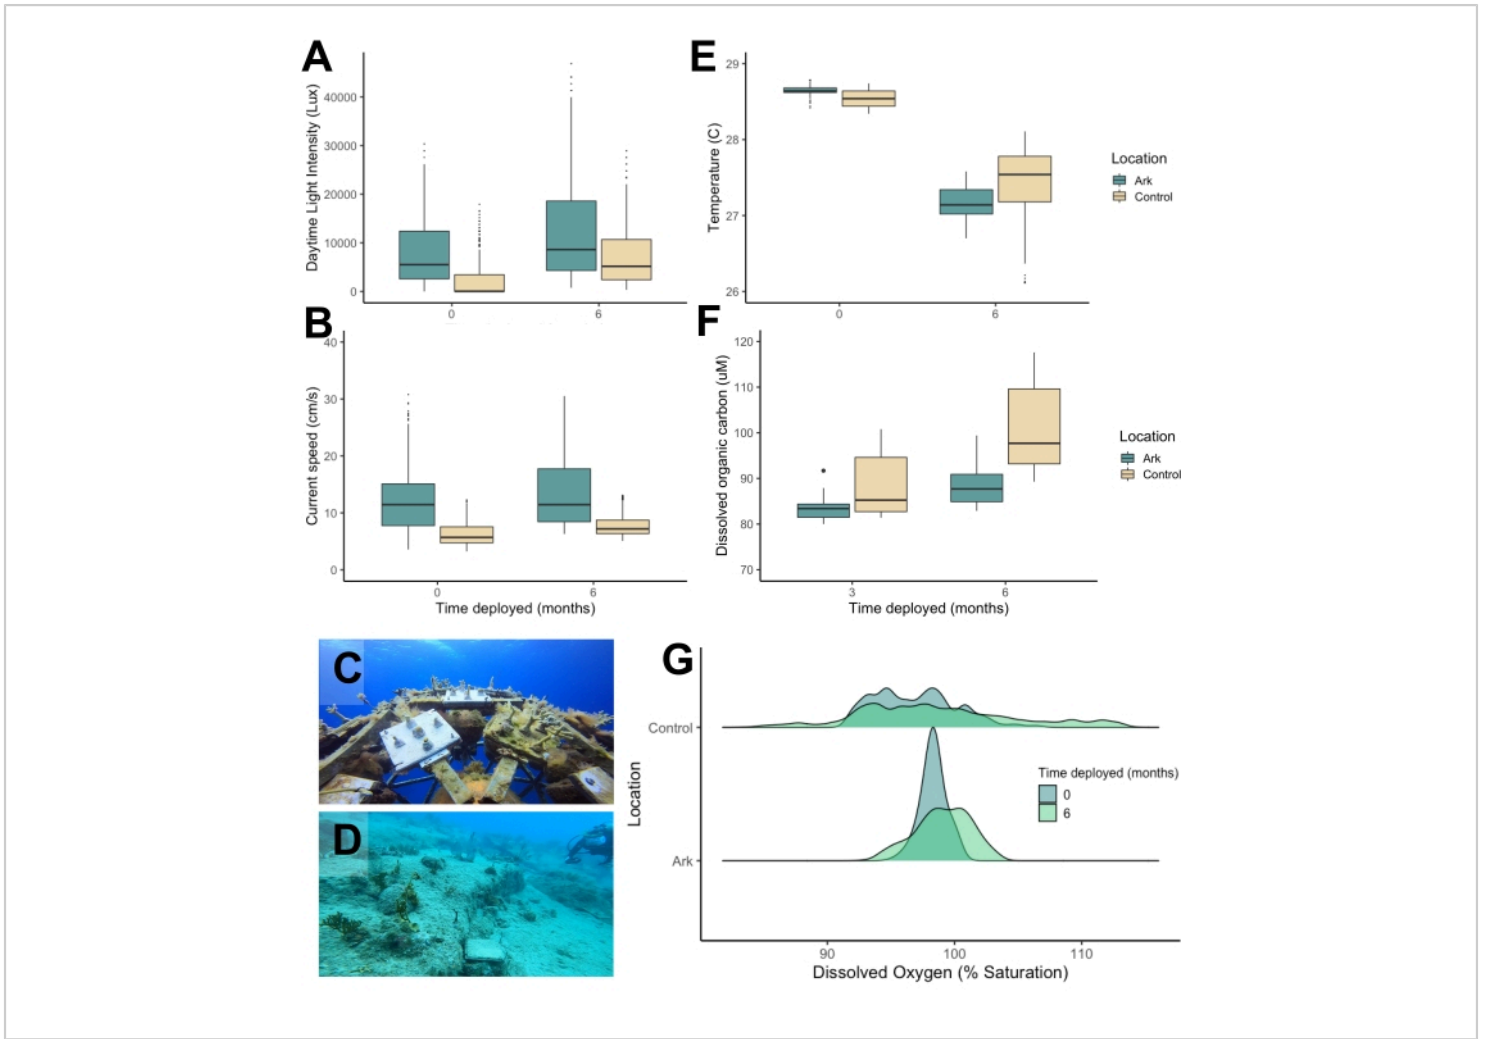 A
Daytime Light Intensity (Lux)
40000
30000
20000
10000
0
0
6
E
Temperature (C)
29
28
27
26
0
6
Location
Ark
Control
B
Current speed (cm/s)
40
30
20
10
0
0
6
Time deployed (months)
F
Dissolved organic carbon (uM)
120
110
100
90
80
70
3
6
Time deployed (months)
Location
Ark
Control
C
D
G
Location
Control
Ark
Time deployed (months)
0
6
90
100
110
Dissolved Oxygen (% Saturation)